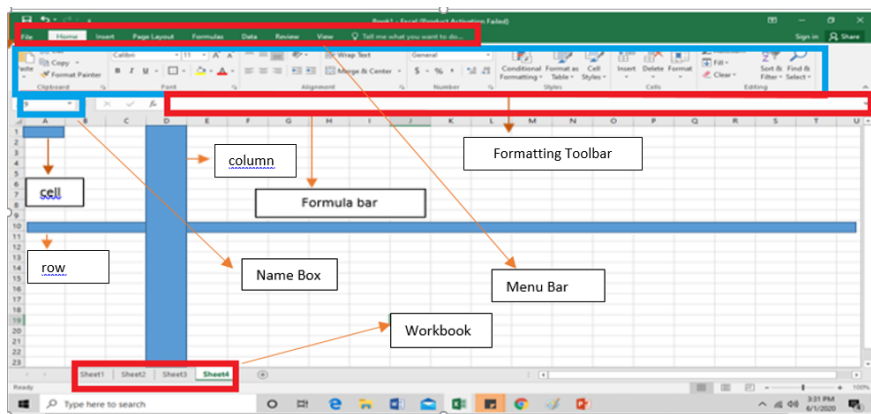 Book1 - Excel (Product Activation Failed)
File Home Insert Page Layout Formulas Data Review View Tell me what you want to do... Sign in Share
Calibri 11 A A Wrap Text General
Copy
Format Painter B I U A Merge & Center $ % Conditional Formatting Format as Table Cell Styles Insert Delete Format Fill Clear Sort & Filter Find & Select
Clipboard Font Alignment Number Styles Cells Editing
fx
A B C D E F G H I J K L M N O P Q R S T U
1
2
3
4
5
6
7
8
9
10
11
12
13
14
15
16
17
18
19
20
21
22
23
Formatting Toolbar
column
cell
Formula bar
row
Name Box
Menu Bar
Workbook
Sheet1 Sheet2 Sheet3 Sheet4
Ready 100%
Type here to search
3:31 PM
6/1/2020